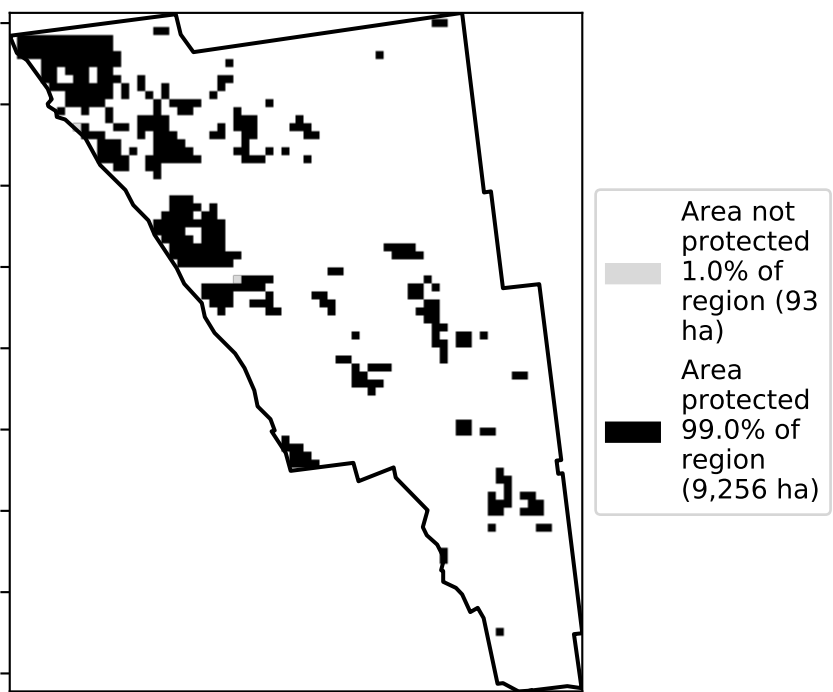 Area not
protected
1.0% of
region (93
ha)
Area
protected
99.0% of
region
(9,256 ha)